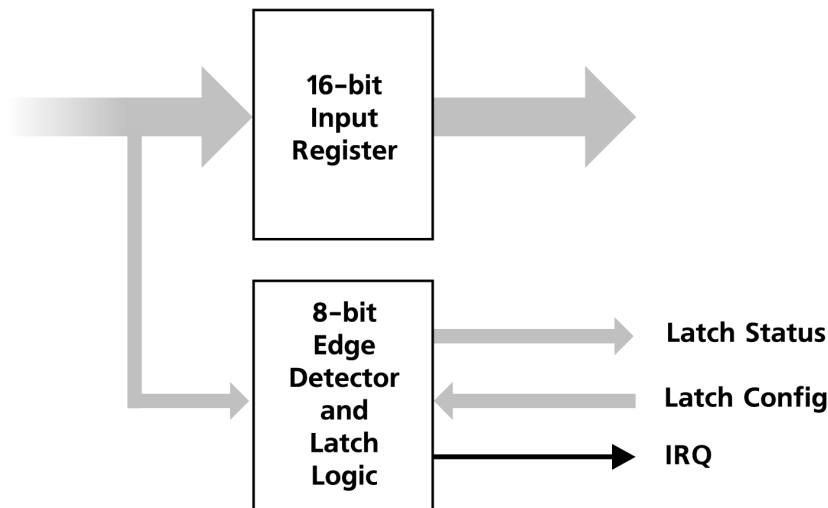 16-bit
Input
Register
8-bit
Edge
Detector
and
Latch
Logic
Latch Status
Latch Config
IRQ